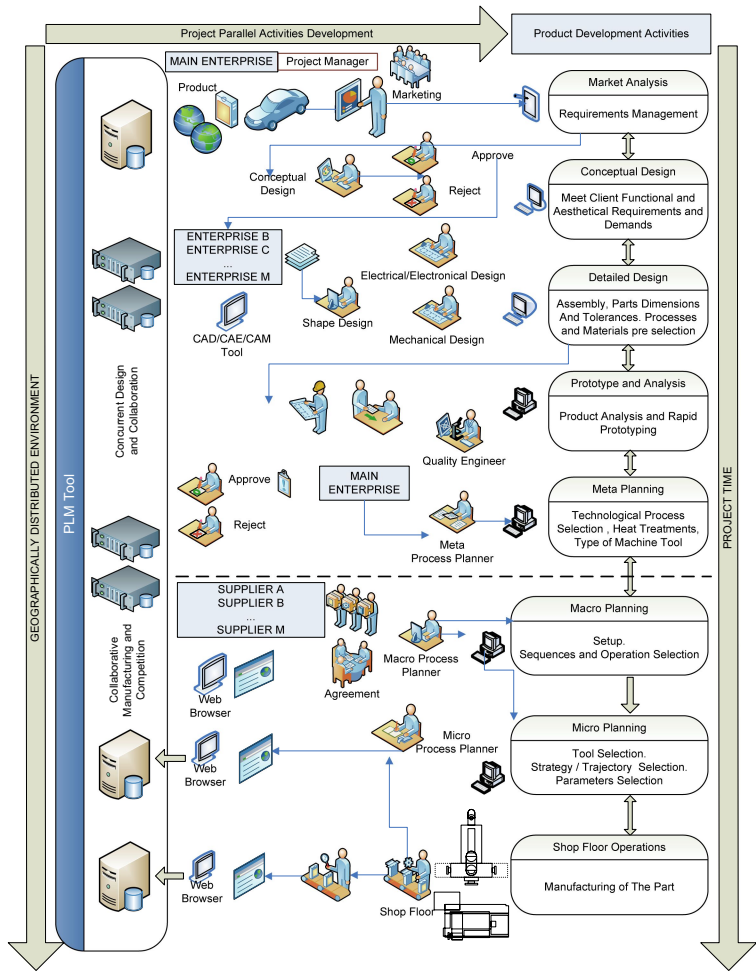 Project Parallel Activities Development
Product Development Activities
MAIN ENTERPRISE
Project Manager
Product
Marketing
Market Analysis
Requirements Management
Conceptual
Design
Approve
Reject
Conceptual Design
Meet Client Functional and
Aesthetical Requirements and
Demands
ENTERPRISE B
ENTERPRISE C
...
ENTERPRISE M
Electrical/Electronical Design
Shape Design
Mechanical Design
CAD/CAE/CAM
Tool
Detailed Design
Assembly, Parts Dimensions
And Tolerances. Processes
and Materials pre selection
Prototype and Analysis
Product Analysis and Rapid
Prototyping
Quality Engineer
Approve
Reject
MAIN
ENTERPRISE
Meta
Process Planner
Meta Planning
Technological Process
Selection , Heat Treatments,
Type of Machine Tool
SUPPLIER A
SUPPLIER B
...
SUPPLIER M
Agreement
Macro Process
Planner
Web
Browser
Macro Planning
Setup.
Sequences and Operation Selection
Micro
Process Planner
Web
Browser
Micro Planning
Tool Selection.
Strategy / Trajectory Selection.
Parameters Selection
Web
Browser
Shop Floor
Shop Floor Operations
Manufacturing of The Part
GEOGRAPHICALLY DISTRIBUTED ENVIRONMENT
PLM Tool
Concurrent Design
and Collaboration
Collaborative
Manufacturing and
Competition
PROJECT TIME